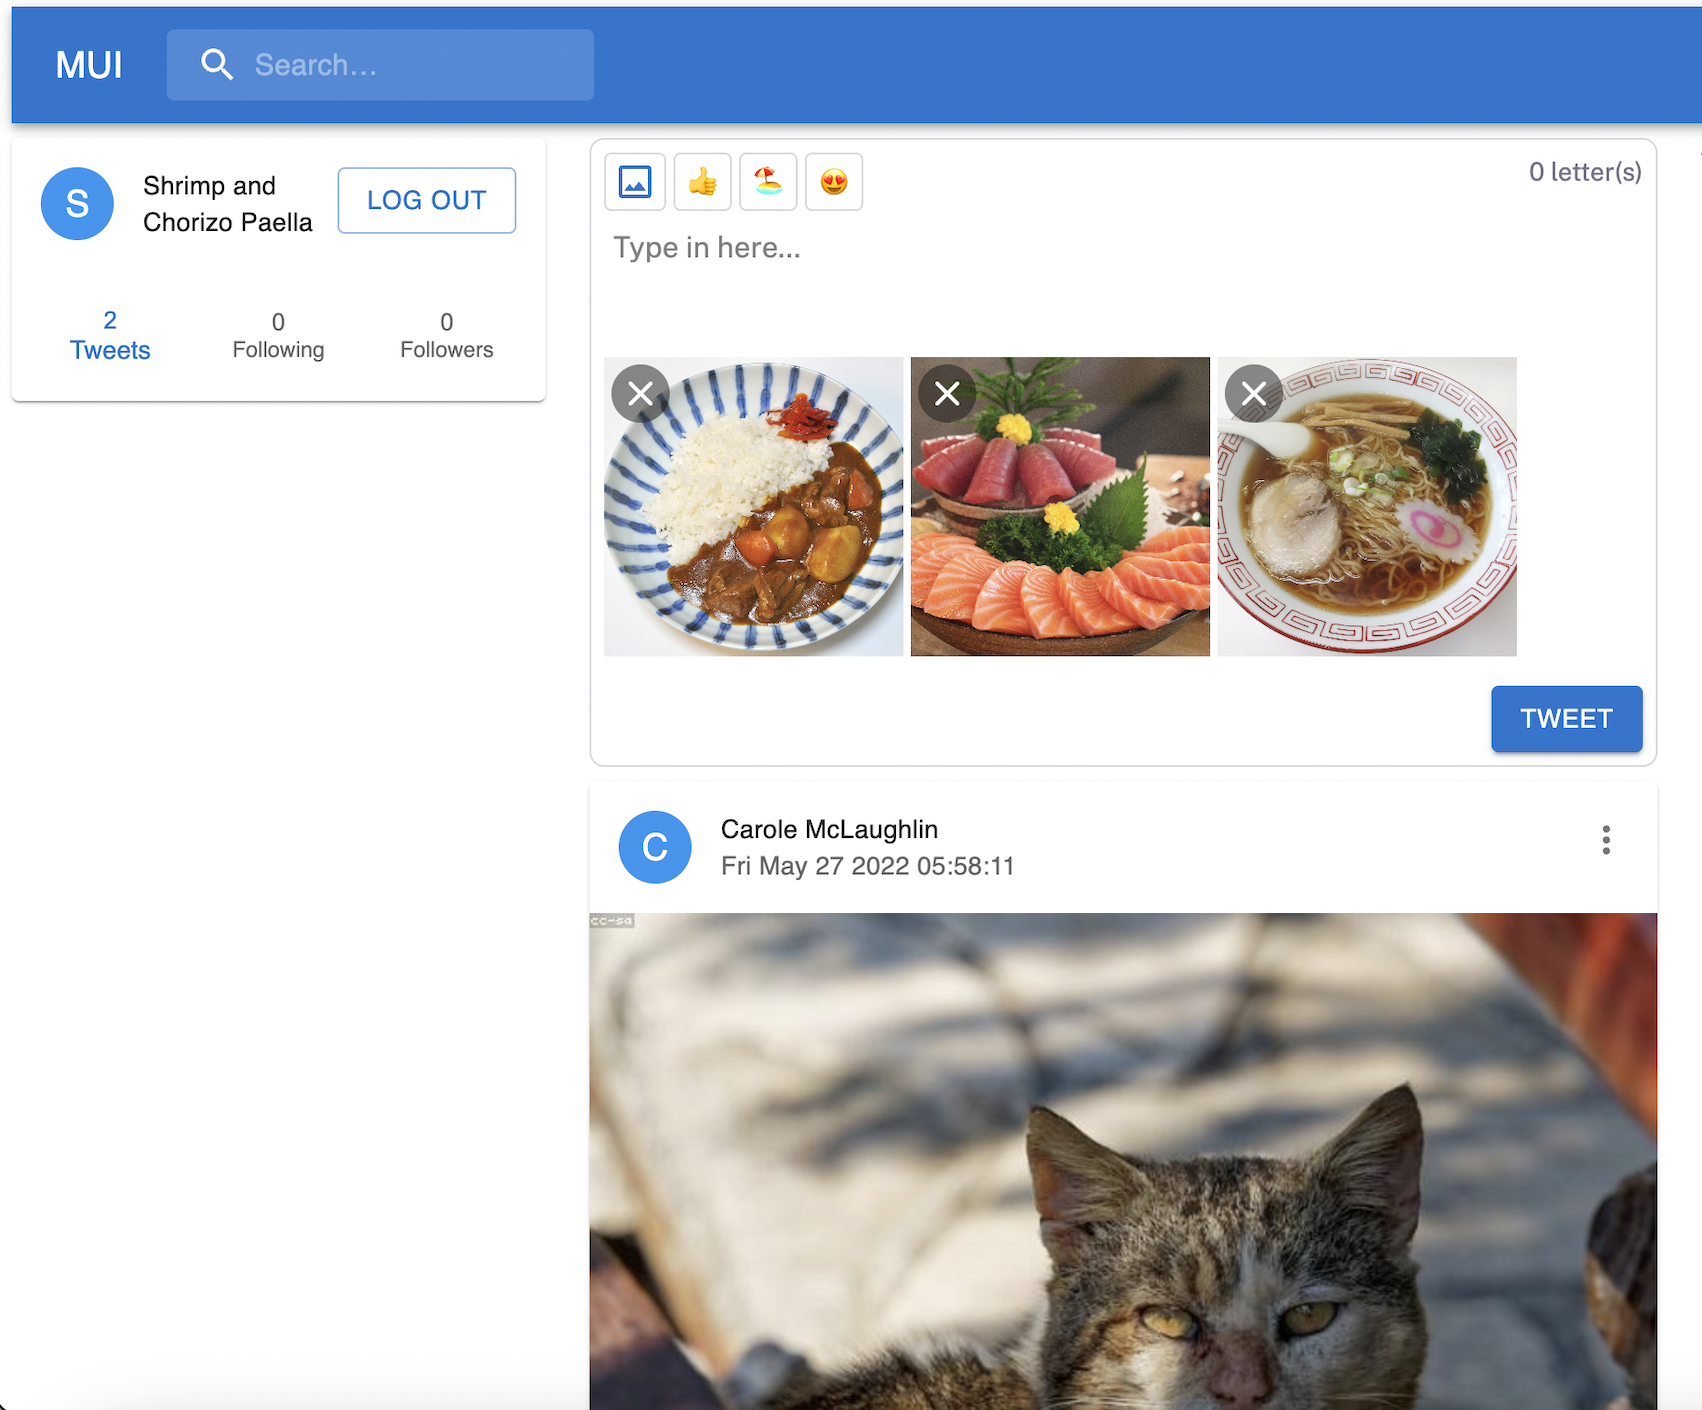 MUI
Search...
S
Shrimp and
Chorizo Paella
LOG OUT
2
Tweets
0
Following
0
Followers
0 letter(s)
Type in here...
TWEET
C
Carole McLaughlin
Fri May 27 2022 05:58:11
cc-sa